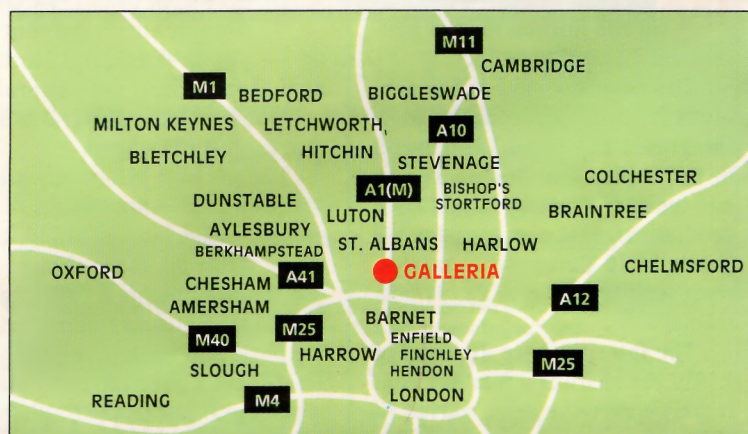 M11
CAMBRIDGE
M1
BEDFORD
BIGGLESWADE
MILTON KEYNES
LETCHWORTH,
A10
BLETCHLEY
HITCHIN
STEVENAGE
COLCHESTER
A1(M)
BISHOP'S
STORTFORD
DUNSTABLE
LUTON
BRAINTREE
AYLESBURY
ST. ALBANS
HARLOW
BERKHAMPSTEAD
OXFORD
CHESHAM
A41
GALLERIA
CHELMSFORD
AMERSHAM
A12
BARNET
M40
M25
HARROW
ENFIELD
FINCHLEY
HENDON
M25
SLOUGH
READING
M4
LONDON